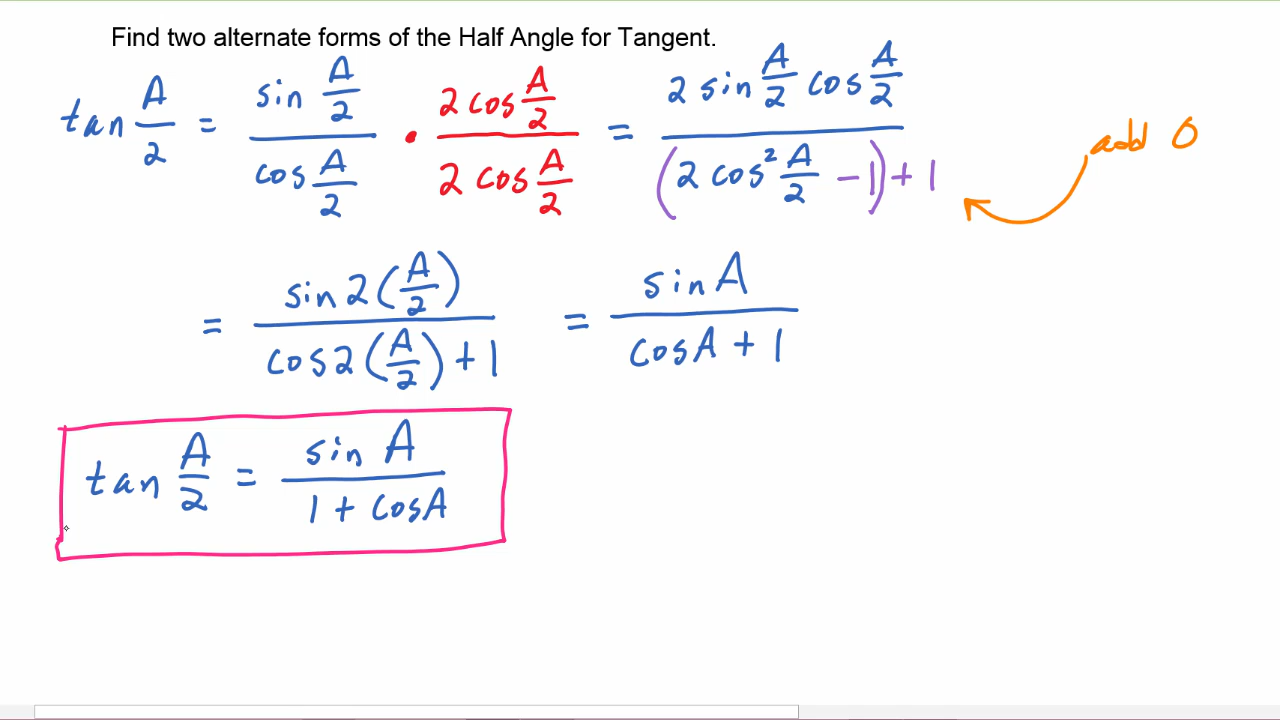 Find two alternate forms of the Half Angle for Tangent.
tan A/2 = (sin A/2)/(cos A/2) · (2 cos A/2)/(2 cos A/2) = (2 sin A/2 cos A/2)/((2 cos² A/2 - 1) + 1)
add 0
= (sin 2(A/2))/(cos 2(A/2) + 1) = (sin A)/(cos A + 1)
tan A/2 = (sin A)/(1 + cos A)